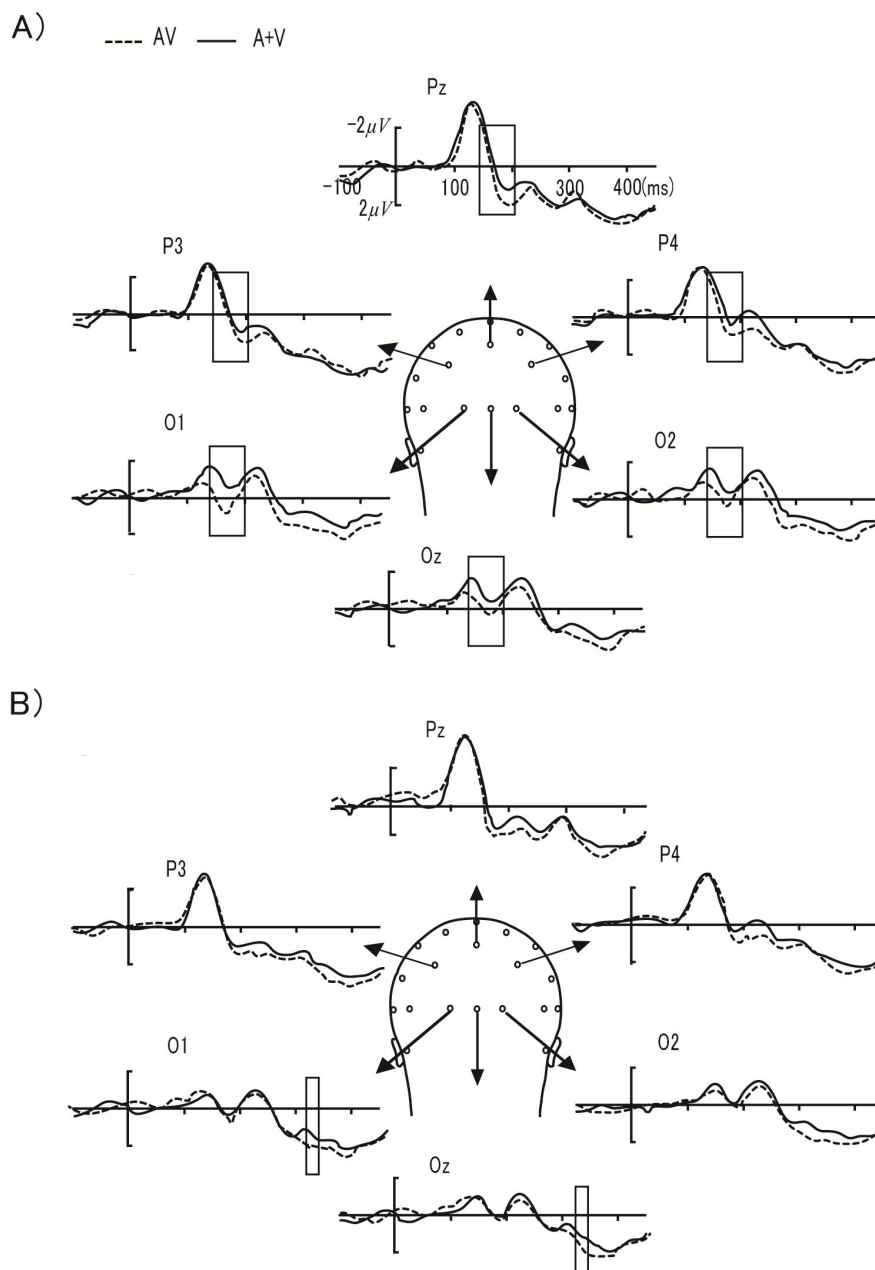 A)
AV A+V
Pz
-2μV
-100 100 300 400(ms)
2μV
P3 P4
O1 O2
Oz
B)
Pz
P3 P4
O1 O2
Oz